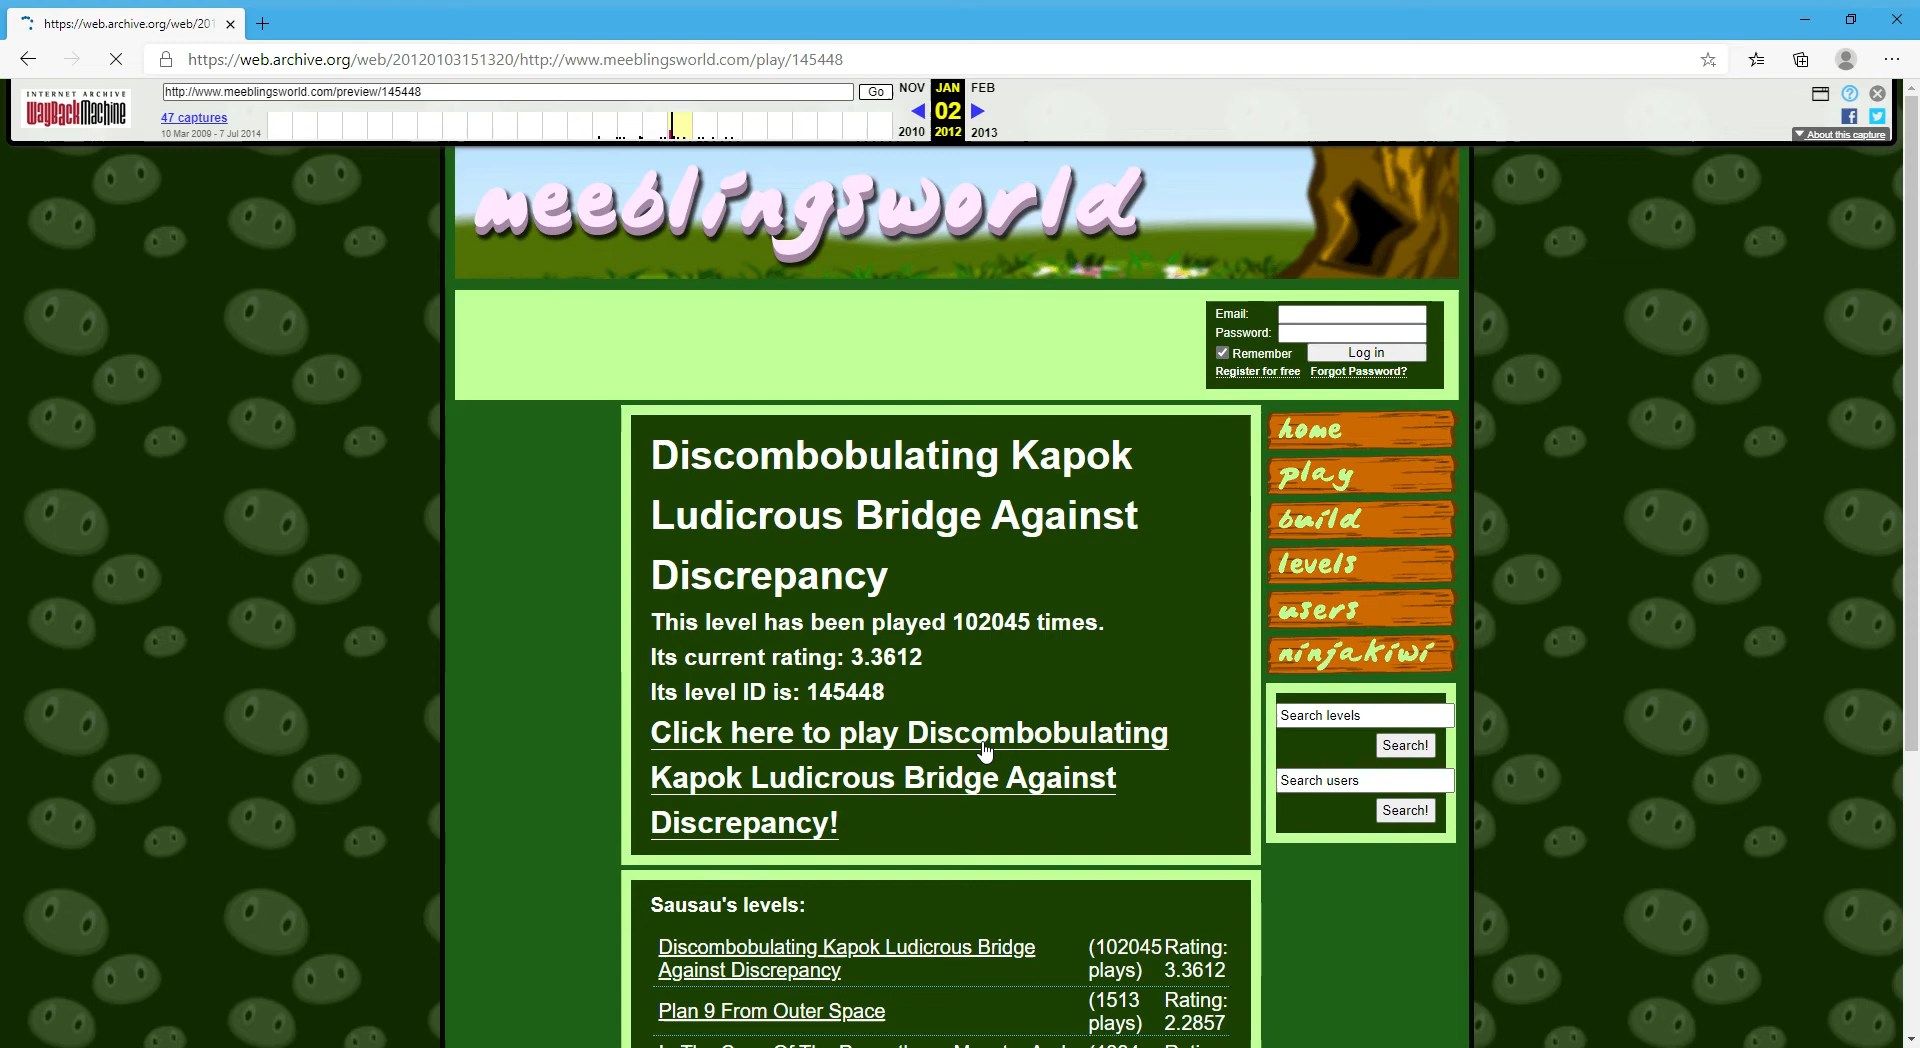 https://web.archive.org/web/201
https://web.archive.org/web/20120103151320/http://www.meeblingsworld.com/play/145448
INTERNET ARCHIVE
WayBackMachine
http://www.meeblingsworld.com/preview/145448
Go
NOV JAN FEB
47 captures
02
10 Mar 2009 - 7 Jul 2014
2010 2012 2013
About this capture
meeblingsworld
Email:
Password:
Remember
Log in
Register for free Forgot Password?
Discombobulating Kapok
Ludicrous Bridge Against
Discrepancy
This level has been played 102045 times.
Its current rating: 3.3612
Its level ID is: 145448
Click here to play Discombobulating
Kapok Ludicrous Bridge Against
Discrepancy!
home
play
build
levels
users
ninjakiwi
Search levels
Search!
Search users
Search!
Sausau's levels:
Discombobulating Kapok Ludicrous Bridge (102045 Rating:
Against Discrepancy plays) 3.3612
Plan 9 From Outer Space (1513 Rating:
plays) 2.2857